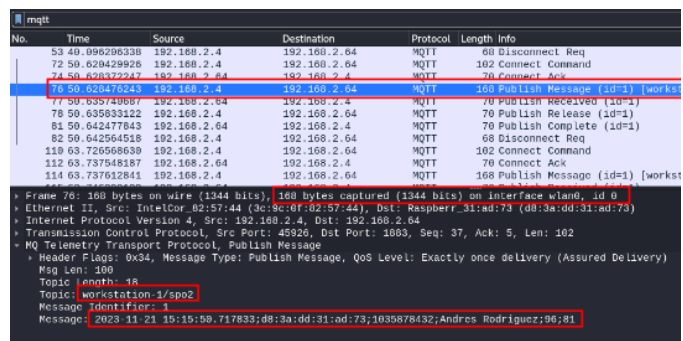 mqtt
No. Time Source Destination Protocol Length Info
53 40.096206338 192.168.2.4 192.168.2.64 MQTT 68 Disconnect Req
72 50.620429926 192.168.2.4 192.168.2.64 MQTT 102 Connect Command
74 50.628372247 192.168.2.64 192.168.2.4 MQTT 70 Connect Ack
76 50.628476243 192.168.2.4 192.168.2.64 MQTT 168 Publish Message (id=1) [workst
77 50.635740687 192.168.2.64 192.168.2.4 MQTT 70 Publish Received (id=1)
78 50.635833122 192.168.2.4 192.168.2.64 MQTT 70 Publish Release (id=1)
81 50.642477843 192.168.2.64 192.168.2.4 MQTT 70 Publish Complete (id=1)
82 50.642564518 192.168.2.4 192.168.2.64 MQTT 68 Disconnect Req
110 63.726568630 192.168.2.4 192.168.2.64 MQTT 102 Connect Command
112 63.737548187 192.168.2.64 192.168.2.4 MQTT 70 Connect Ack
114 63.737612841 192.168.2.4 192.168.2.64 MQTT 168 Publish Message (id=1) [workst
Frame 76: 168 bytes on wire (1344 bits), 168 bytes captured (1344 bits) on interface wlan0, id 0
Ethernet II, Src: IntelCor_82:57:44 (3c:9c:0f:82:57:44), Dst: Raspberr_31:ad:73 (d8:3a:dd:31:ad:73)
Internet Protocol Version 4, Src: 192.168.2.4, Dst: 192.168.2.64
Transmission Control Protocol, Src Port: 45926, Dst Port: 1883, Seq: 37, Ack: 5, Len: 102
MQ Telemetry Transport Protocol, Publish Message
Header Flags: 0x34, Message Type: Publish Message, QoS Level: Exactly once delivery (Assured Delivery)
Msg Len: 100
Topic Length: 18
Topic: workstation-1/spo2
Message Identifier: 1
Message: 2023-11-21 15:15:50.717833;d8:3a:dd:31:ad:73;1035878432;Andres Rodriguez;96;81